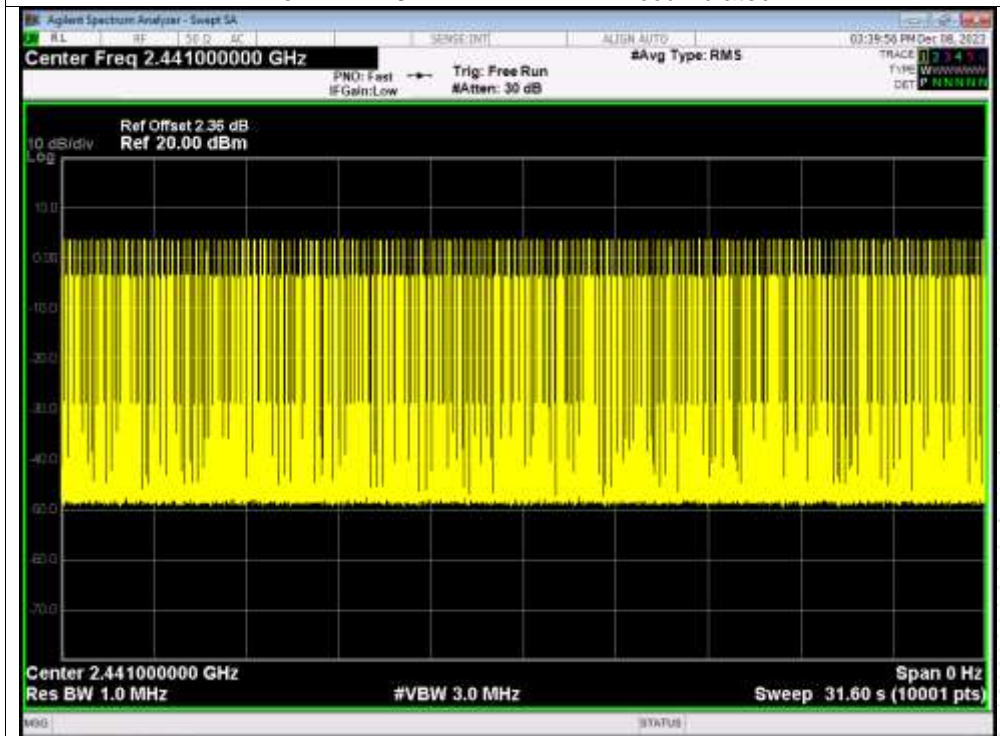 Agilent Spectrum Analyzer - Swept SA
RL RF 50 Ω AC SENSE:INT ALIGN AUTO 03:39:56 PM Dec 08, 2023
Center Freq 2.441000000 GHz #Avg Type: RMS TRACE 1 2 3 4 5
PNO: Fast Trig: Free Run TYPE
IFGain:Low #Atten: 30 dB DET P N N N N N
Ref Offset 2.36 dB
10 dB/div Ref 20.00 dBm
Log
10.0
0.00
-10.0
-20.0
-30.0
-40.0
-50.0
-60.0
-70.0
Center 2.441000000 GHz Span 0 Hz
Res BW 1.0 MHz #VBW 3.0 MHz Sweep 31.60 s (10001 pts)
MSG STATUS